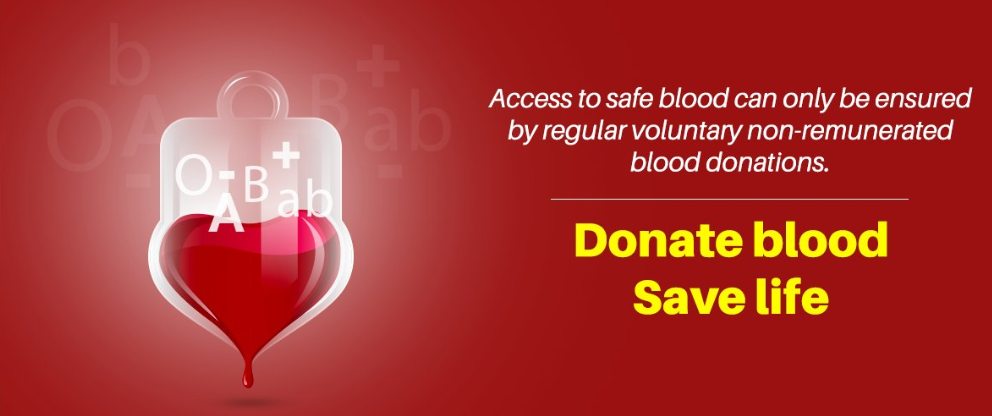 b
+
O A - B ab
-
O - B +
A ab
Access to safe blood can only be ensured
by regular voluntary non-remunerated
blood donations.
Donate blood
Save life